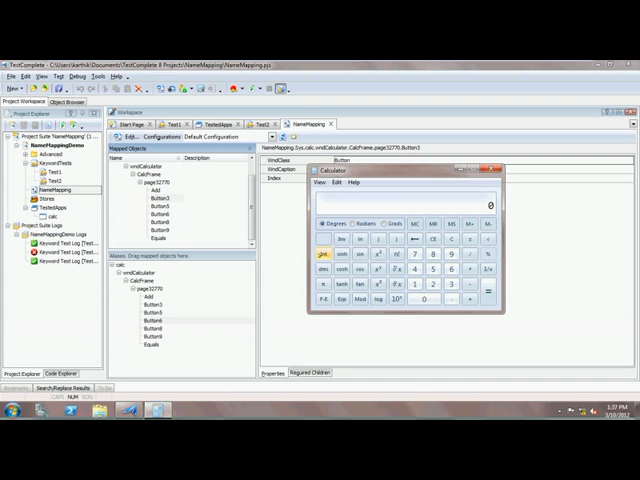 TestComplete - C:\Users\karthik\Documents\TestComplete 8 Projects\NameMapping\NameMapping.pjs
File Edit View Test Debug Tools Help
New
Project Workspace Object Browser
Project Explorer
Project Suite 'NameMapping' (1
NameMappingDemo
Advanced
KeywordTests
Test1
Test2
NameMapping
Stores
TestedApps
calc
Project Suite Logs
NameMappingDemo Logs
Keyword Test Log [
Keyword Test Log [
Keyword Test Log [
Project Explorer Code Explorer
Workspace
Start Page Test1 TestedApps Test2 NameMapping
Edit... Configurations: Default Configuration
Mapped Objects
Name Description
wndCalculator
CalcFrame
page32770
Add
Button3
Button5
Button6
Button8
Button9
Equals
Aliases. Drag mapped objects here.
calc
wndCalculator
CalcFrame
page32770
Add
Button3
Button5
Button6
Button8
Button9
Equals
NameMapping.Sys.calc.wndCalculator.CalcFrame.page32770.Button3
WndClass Button
WndCaption
Index
Properties Required Children
Calculator
View Edit Help
0
Degrees Radians Grads MC MR MS M+ M-
Inv ln ( ) ← CE C ± √
Int sinh sin x² n! 7 8 9 / %
dms cosh cos 4 5 6 * 1/x
π tanh tan x³ 1 2 3 - =
F-E Exp Mod log 10ˣ 0 . +
Bookmarks Search/Replace Results To Do
CAPS NUM SCRL
1:37 PM
3/10/2012